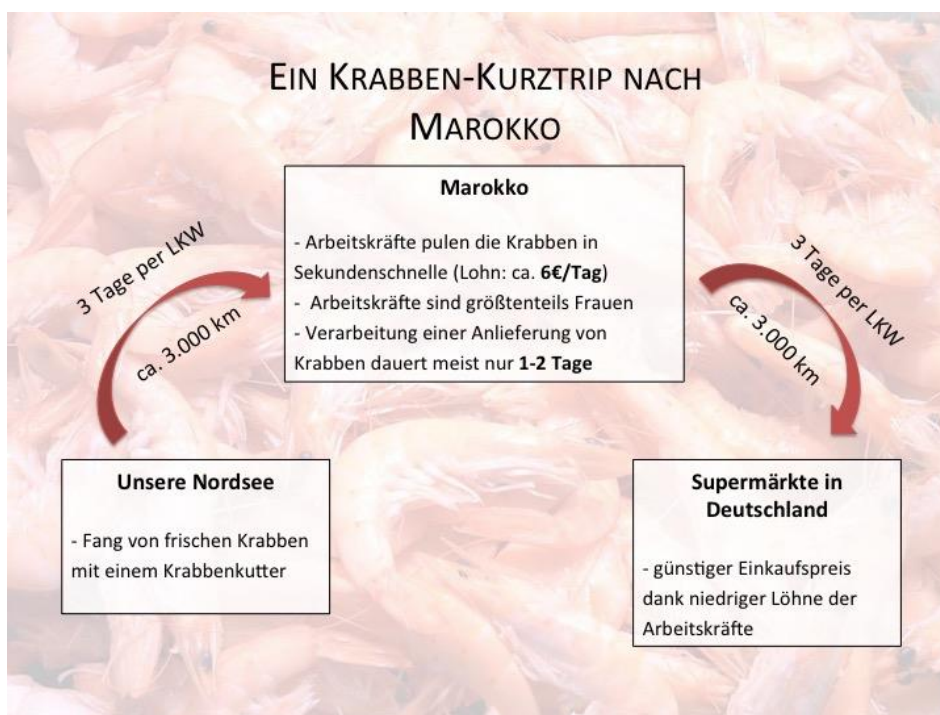 EIN KRABBEN-KURZTRIP NACH
MAROKKO
Marokko
- Arbeitskräfte pulen die Krabben in
Sekundenschnelle (Lohn: ca. 6€/Tag)
- Arbeitskräfte sind größtenteils Frauen
- Verarbeitung einer Anlieferung von
Krabben dauert meist nur 1-2 Tage
3 Tage per LKW
ca. 3.000 km
3 Tage per LKW
ca. 3.000 km
Unsere Nordsee
- Fang von frischen Krabben
mit einem Krabbenkutter
Supermärkte in
Deutschland
- günstiger Einkaufspreis
dank niedriger Löhne der
Arbeitskräfte